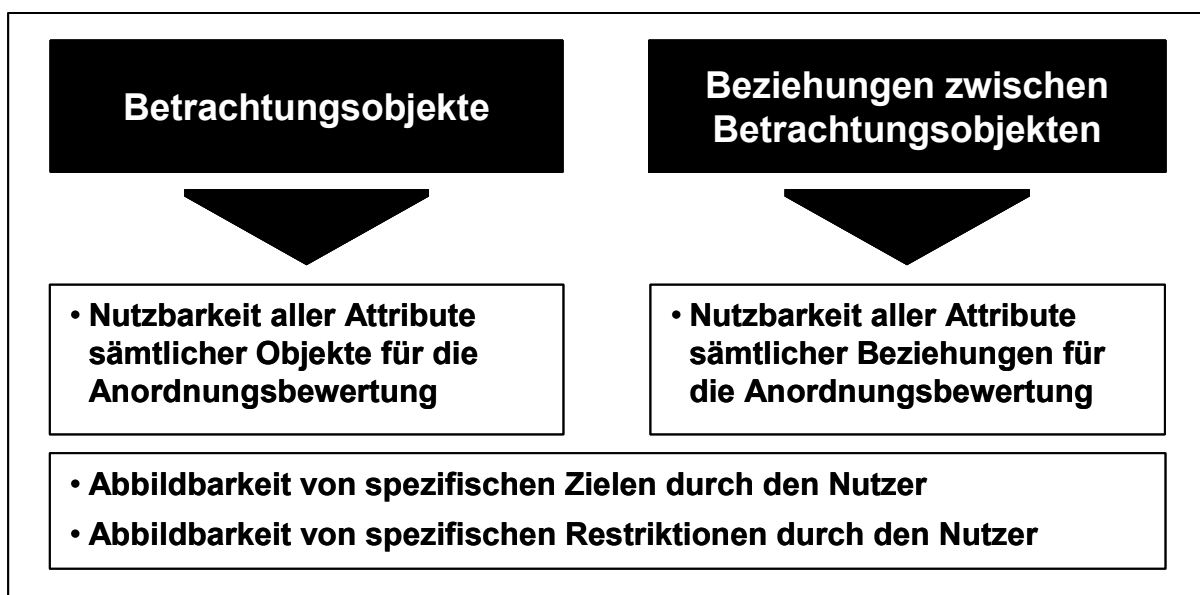 Betrachtungsobjekte
Beziehungen zwischen
Betrachtungsobjekten
• Nutzbarkeit aller Attribute
sämtlicher Objekte für die
Anordnungsbewertung
• Nutzbarkeit aller Attribute
sämtlicher Beziehungen für
die Anordnungsbewertung
• Abbildbarkeit von spezifischen Zielen durch den Nutzer
• Abbildbarkeit von spezifischen Restriktionen durch den Nutzer